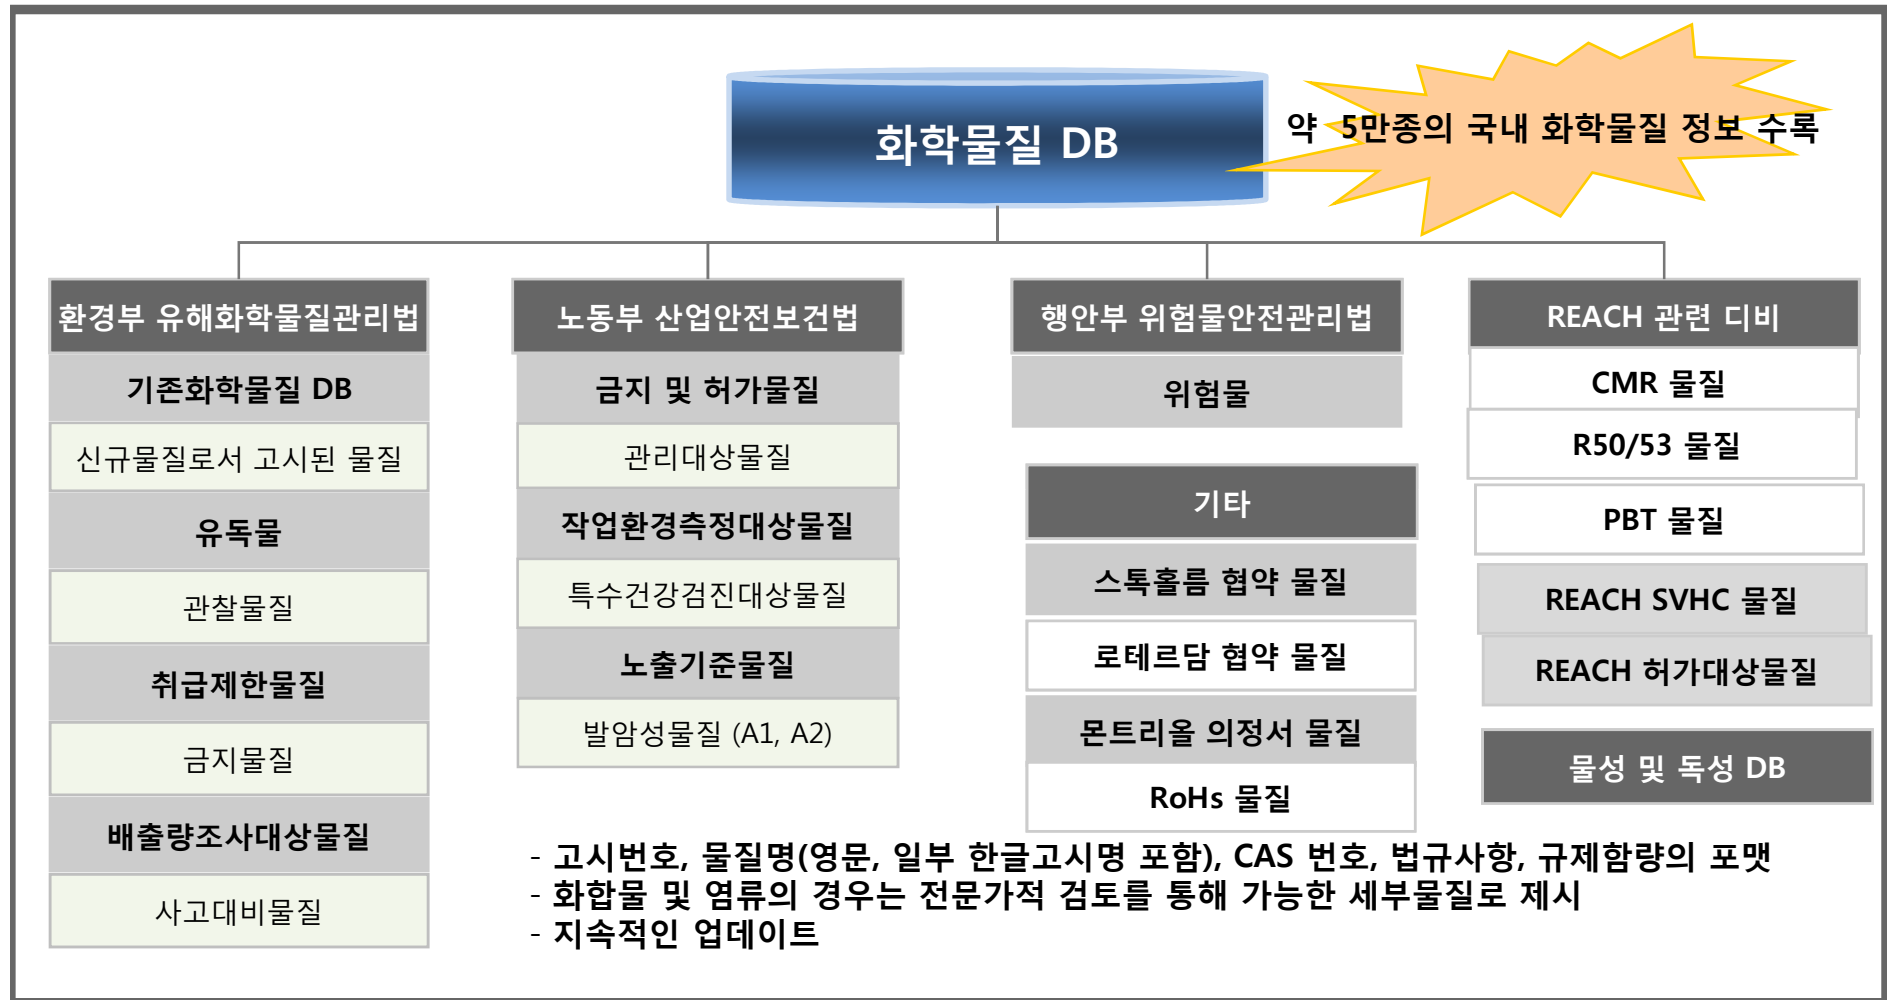 화학물질 DB
약 5만종의 국내 화학물질 정보 수록
환경부 유해화학물질관리법
기존화학물질 DB
신규물질로서 고시된 물질
유독물
관찰물질
취급제한물질
금지물질
배출량조사대상물질
사고대비물질
노동부 산업안전보건법
금지 및 허가물질
관리대상물질
작업환경측정대상물질
특수건강검진대상물질
노출기준물질
발암성물질 (A1, A2)
행안부 위험물안전관리법
위험물
기타
스톡홀름 협약 물질
로테르담 협약 물질
몬트리올 의정서 물질
RoHs 물질
REACH 관련 디비
CMR 물질
R50/53 물질
PBT 물질
REACH SVHC 물질
REACH 허가대상물질
물성 및 독성 DB
- 고시번호, 물질명(영문, 일부 한글고시명 포함), CAS 번호, 법규사항, 규제함량의 포맷
- 화합물 및 염류의 경우는 전문가적 검토를 통해 가능한 세부물질로 제시
- 지속적인 업데이트